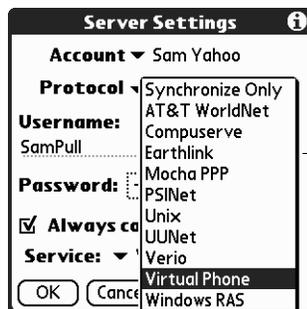 Server Settings
Account Sam Yahoo
Protocol
Synchronize Only
AT&T WorldNet
Compuserve
Earthlink
Mocha PPP
PSINet
Unix
UUNet
Verio
Virtual Phone
Windows RAS
Username:
SamPull
Password: -
Always ca
Service:
OK Cance